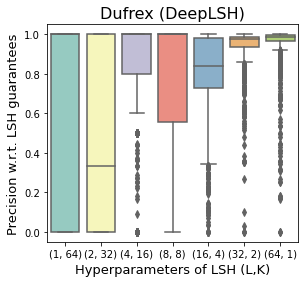 Dufrex (DeepLSH)
Precision w.r.t. LSH guarantees
1.0
0.8
0.6
0.4
0.2
0.0
(1, 64) (2, 32) (4, 16) (8, 8) (16, 4) (32, 2) (64, 1)
Hyperparameters of LSH (L,K)